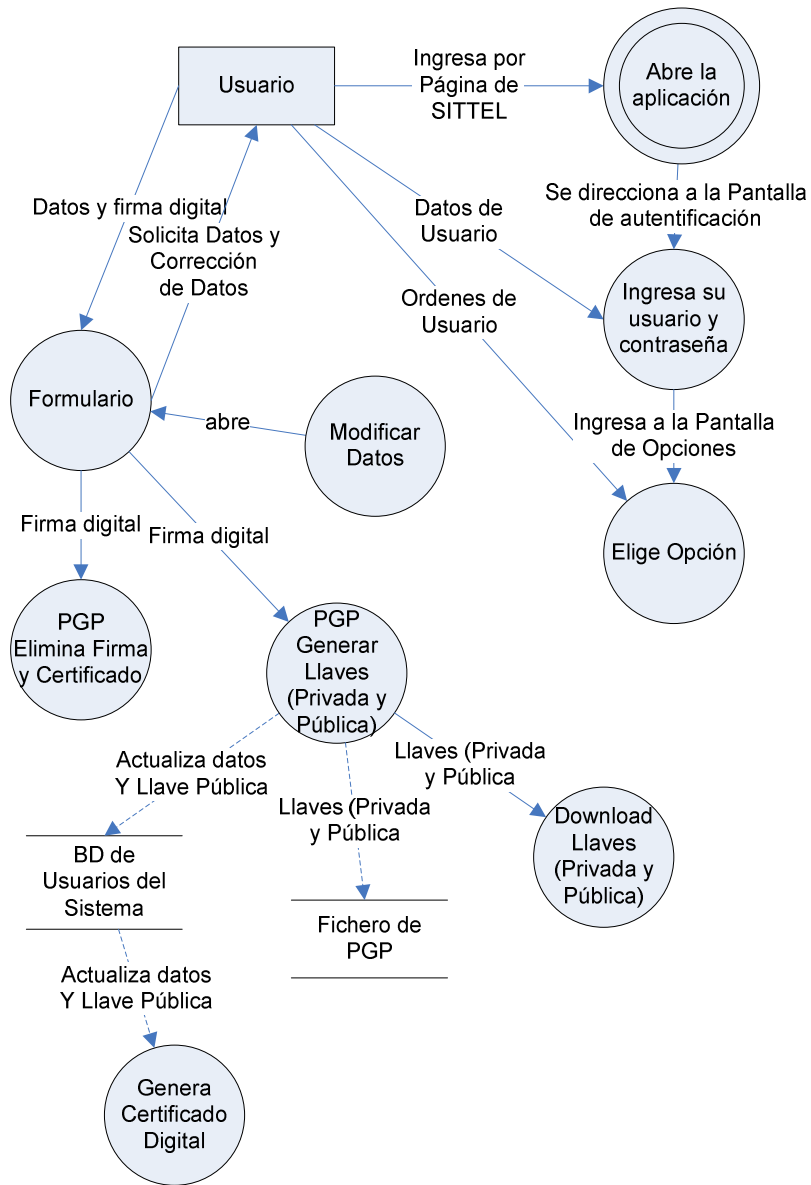 Usuario
Ingresa por
Página de
SITTEL
Abre la
aplicación
Datos y firma digital
Solicita Datos y
Corrección
de Datos
Datos de
Usuario
Se direcciona a la Pantalla
de autentificación
Ordenes de
Usuario
Ingresa su
usuario y
contraseña
Formulario
abre
Modificar
Datos
Ingresa a la Pantalla
de Opciones
Firma digital
Firma digital
Elige Opción
PGP
Elimina Firma
y Certificado
PGP
Generar
Llaves
(Privada y
Pública)
Actualiza datos
Y Llave Pública
Llaves (Privada
y Pública
Llaves (Privada
y Pública
Download
Llaves
(Privada y
Pública)
BD de
Usuarios del
Sistema
Fichero de
PGP
Actualiza datos
Y Llave Pública
Genera
Certificado
Digital